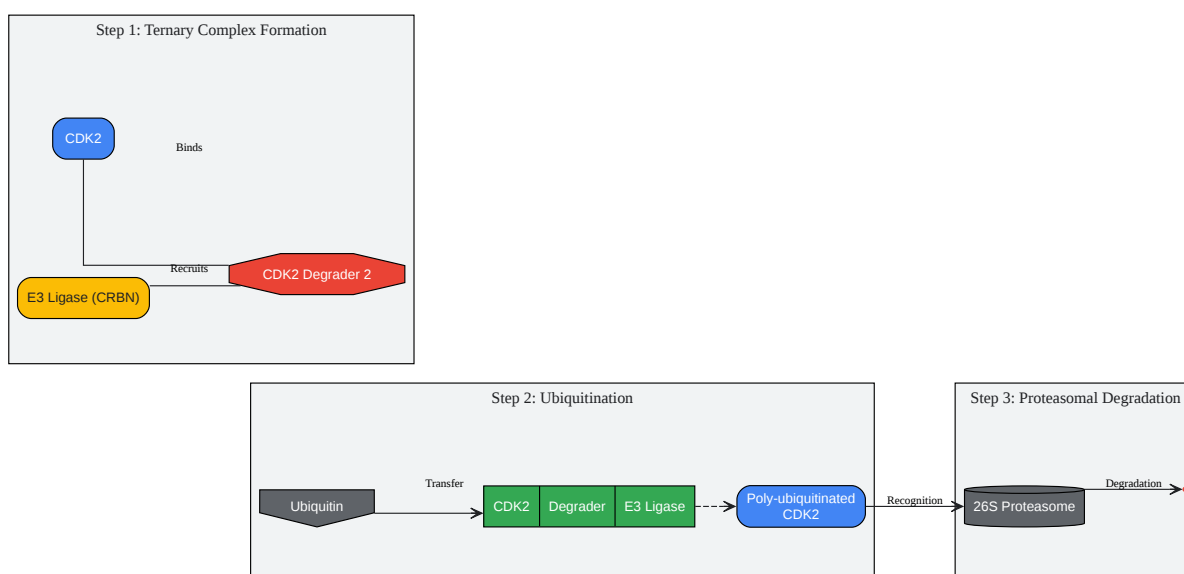 Step 1: Ternary Complex Formation
CDK2
Binds
Recruits
CDK2 Degrader 2
E3 Ligase (CRBN)
Step 2: Ubiquitination
Step 3: Proteasomal Degradation
Ubiquitin
Transfer
CDK2
Degrader
E3 Ligase
Poly-ubiquitinated
CDK2
Recognition
26S Proteasome
Degradation